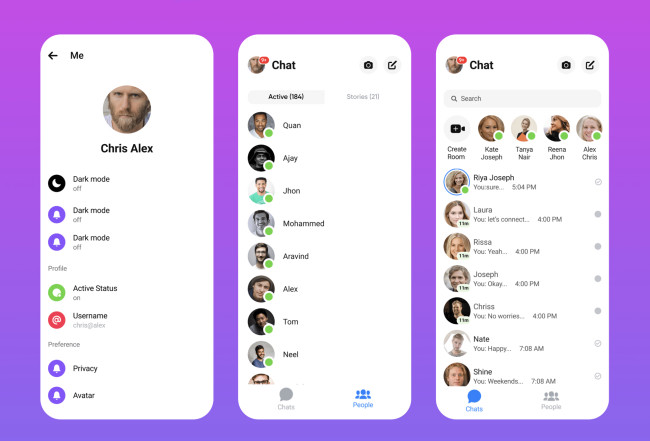 Me
Chris Alex
Dark mode
off
Dark mode
off
Dark mode
off
Profile
Active Status
on
Username
chris@alex
Preference
Privacy
Avatar
9+
Chat
Active (184)
Stories (21)
Quan
Ajay
Jhon
Mohammed
Aravind
Alex
Tom
Neel
Chats
People
9+
Chat
Search
Create
Room
Kate
Joseph
Tanya
Nair
Reena
Jhon
Alex
Chris
Riya Joseph
You:sure... 5:04 PM
Laura
You: let's connect... 4:00 PM
11m
Rissa
You: Yeah... 4:00 PM
11m
Joseph
You: Okay... 4:00 PM
11m
Chriss
You: No worries... 4:00 PM
11m
Nate
You: Happy... 7:08 AM
Shine
You: Weekends... 7:08 AM
Chats
People